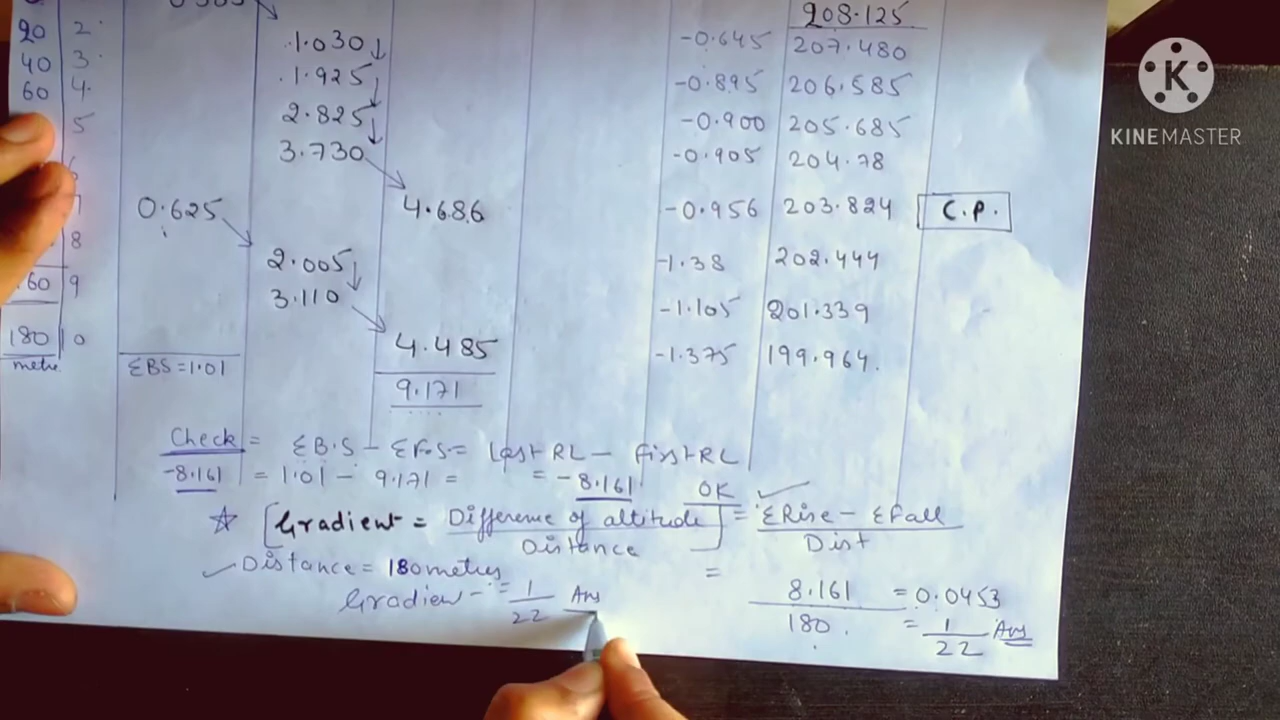 208.125
20 2 1.030 -0.645 207.480
40 3 1.925 -0.895 206.585
60 4 2.825 -0.900 205.685
5 3.730 -0.905 204.78
0.625 4.686 -0.956 203.824 C.P.
8 2.005 -1.38 202.444
60 9 3.110 -1.105 201.339
180 0 4.485 -1.375 199.964
metre ΣBS=1.01 9.171
Check = ΣB.S - ΣF.S = Last RL - first RL
-8.161 = 1.01 - 9.171 = = -8.161 OK ✓
☆ [Gradient = Difference of altitude / Distance] = ΣRise - ΣFall / Dist
✓ Distance = 180 metres = 8.161 / 180 = 0.0453
Gradien - = 1/22 Ans = 1/22 Ans
KINEMASTER